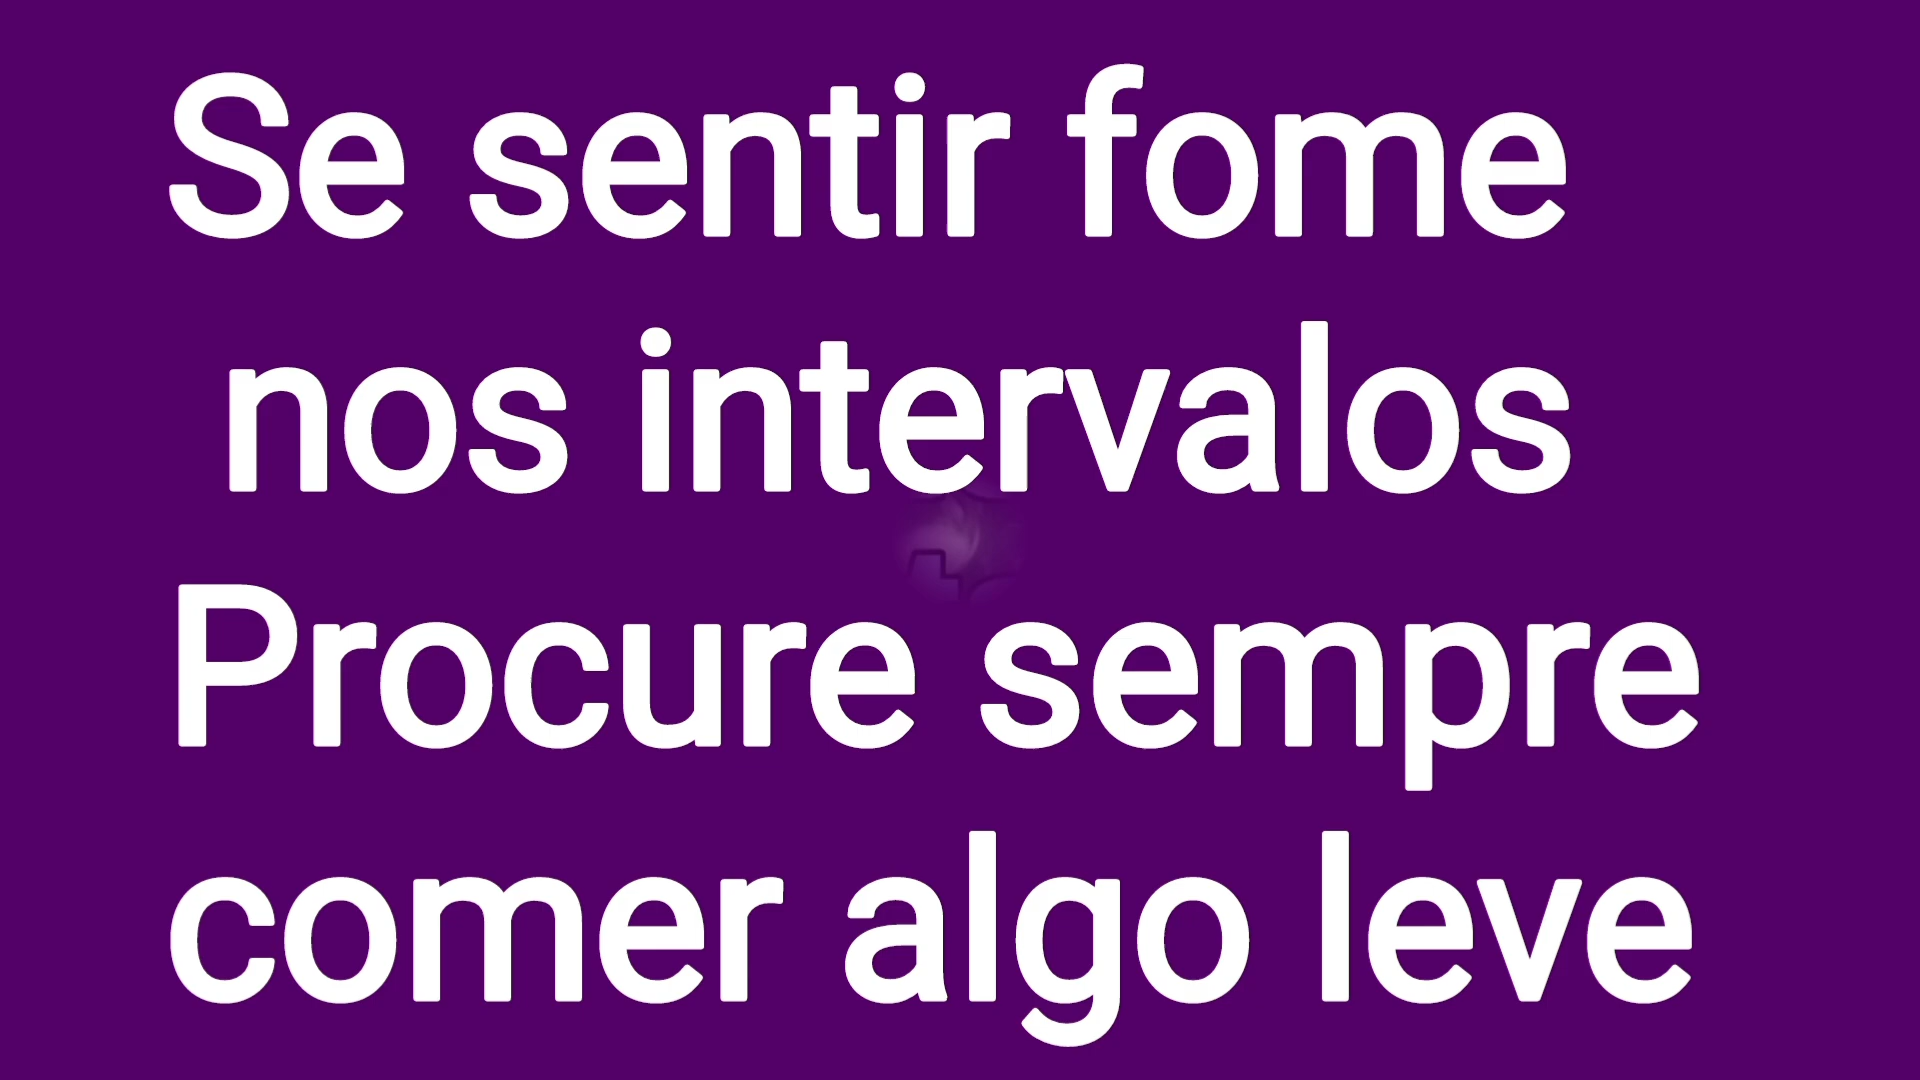 Se sentir fome
nos intervalos
Procure sempre
comer algo leve